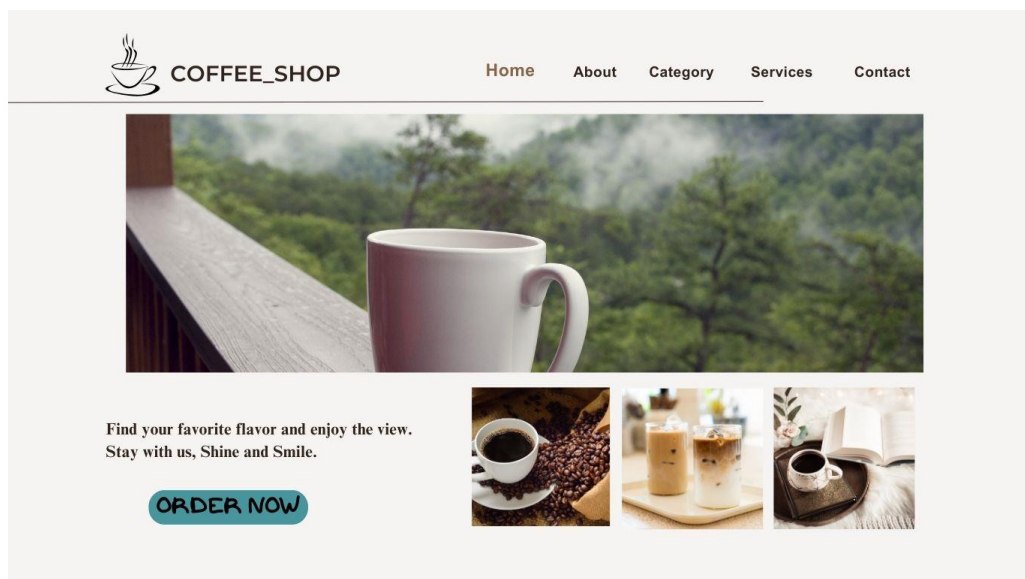 COFFEE_SHOP
Home About Category Services Contact
Find your favorite flavor and enjoy the view.
Stay with us, Shine and Smile.
ORDER NOW